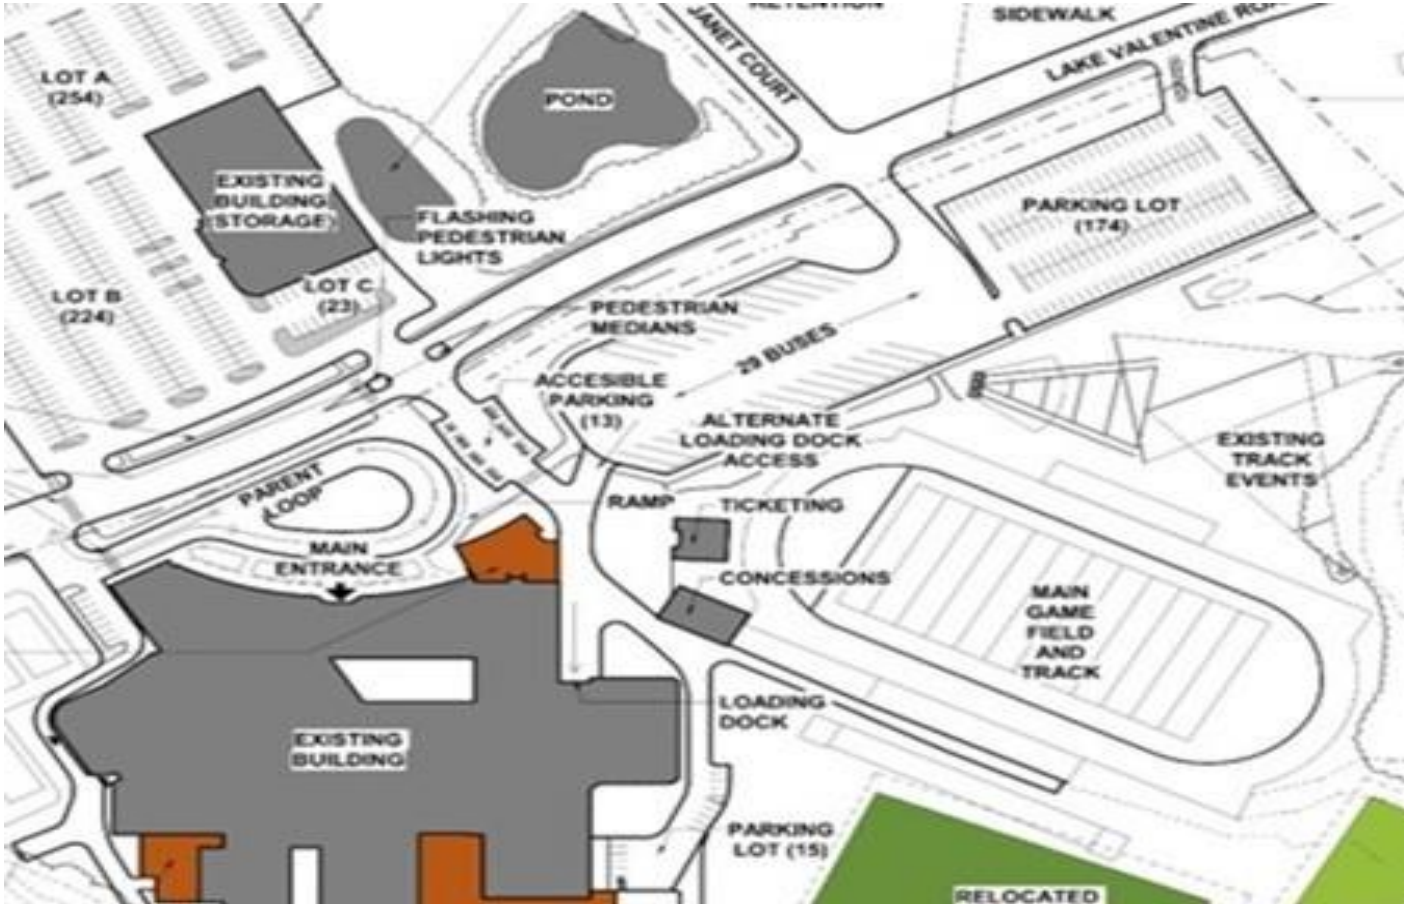 RETENTION
SIDEWALK
JANET COURT
LAKE VALENTINE ROAD
LOT A
(254)
POND
EXISTING
BUILDING
(STORAGE)
FLASHING
PEDESTRIAN
LIGHTS
PARKING LOT
(174)
LOT B
(224)
LOT C
(23)
PEDESTRIAN
MEDIANS
29 BUSES
ACCESIBLE
PARKING
(13)
ALTERNATE
LOADING DOCK
ACCESS
EXISTING
TRACK
EVENTS
PARENT
LOOP
RAMP
TICKETING
MAIN
ENTRANCE
CONCESSIONS
MAIN
GAME
FIELD
AND
TRACK
LOADING
DOCK
EXISTING
BUILDING
PARKING
LOT (15)
RELOCATED